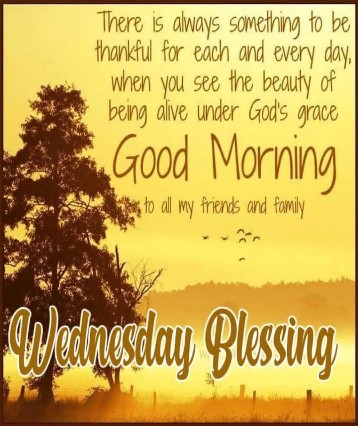 There is always something to be
thankful for each and every day,
when you see the beauty of
being alive under God's grace
Good Morning
to all my friends and family
Wednesday Blessing